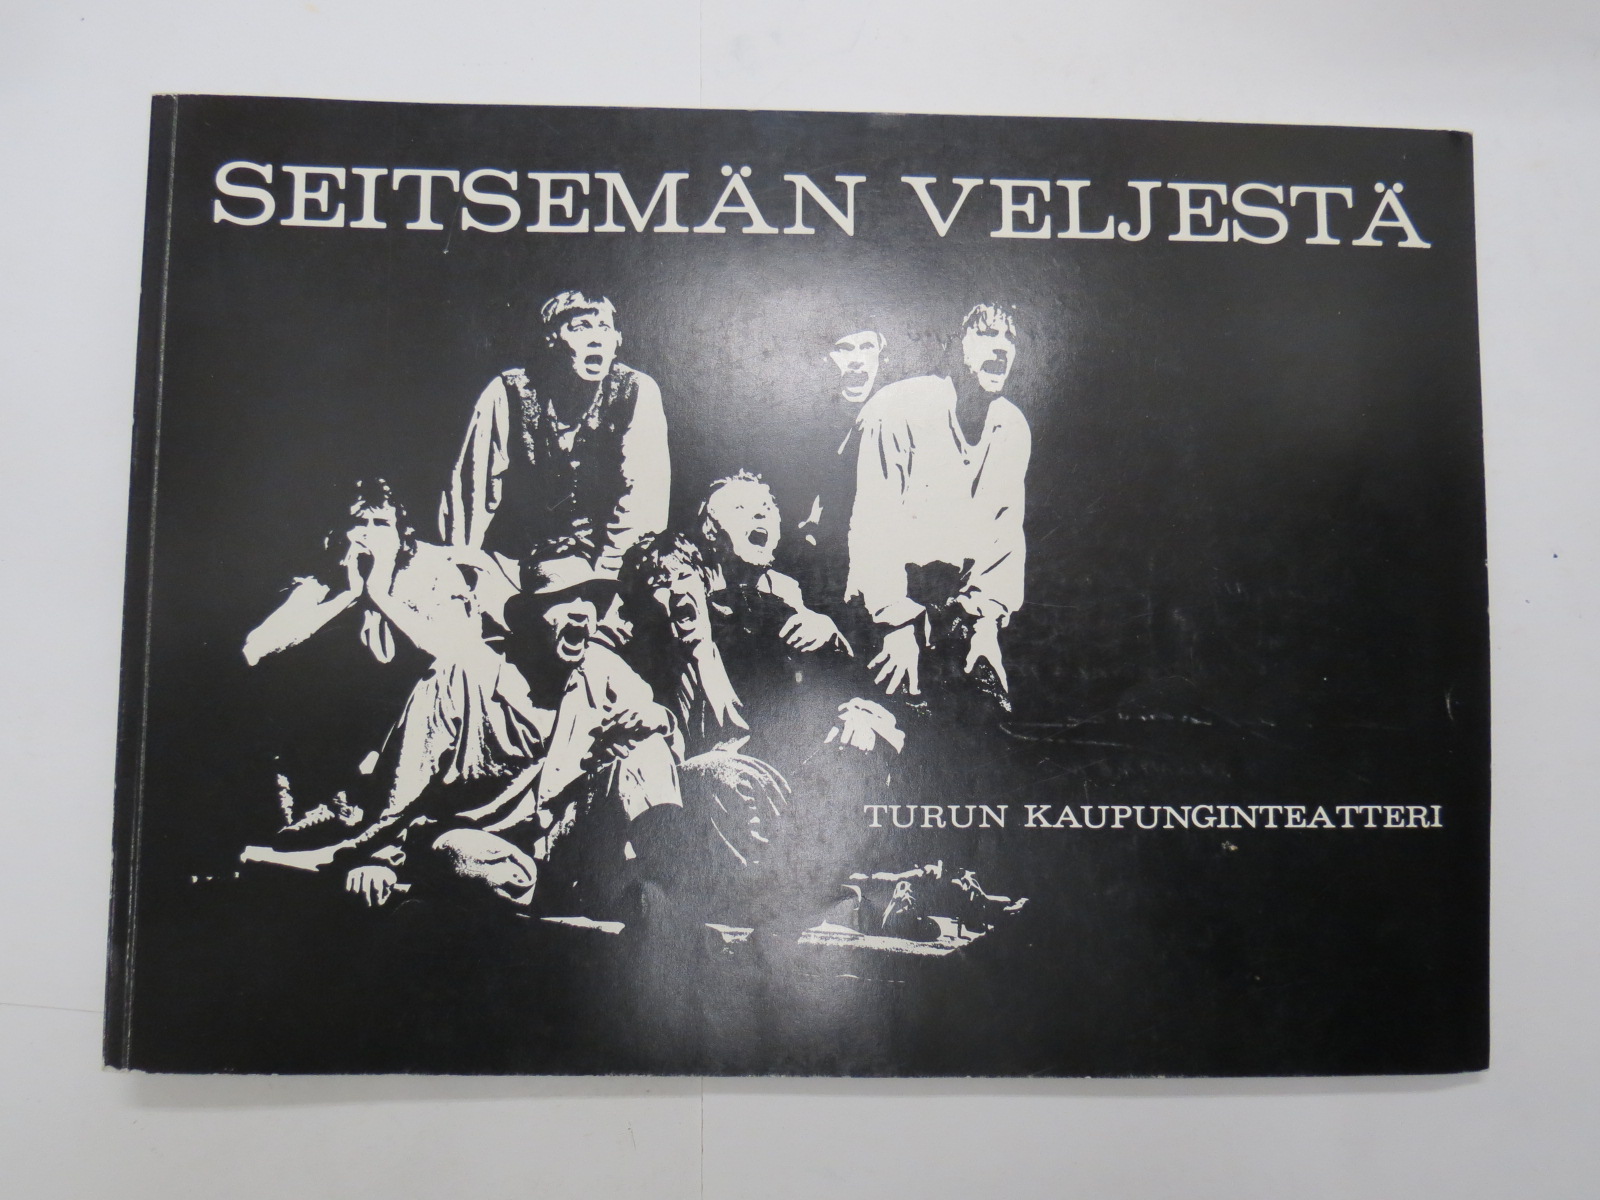 SEITSEMÄN VELJESTÄ
TURUN KAUPUNGINTEATTERI